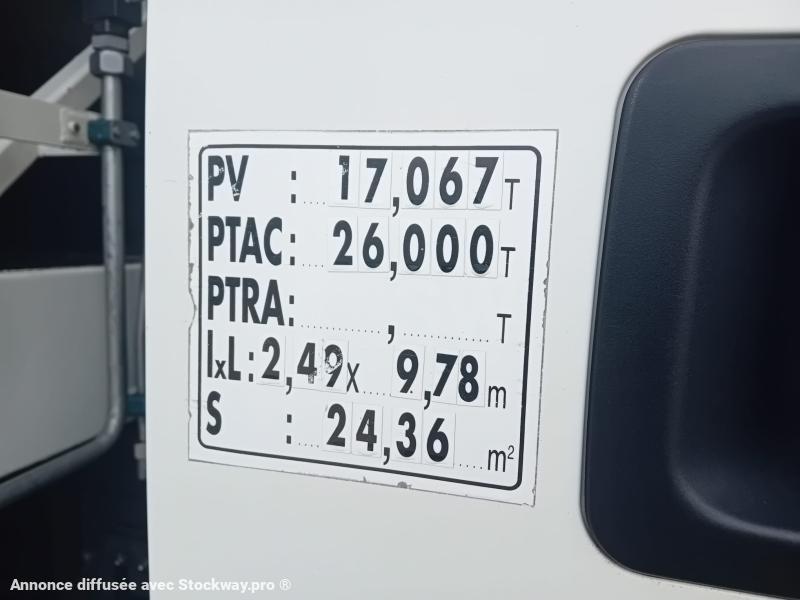 PV : .... 17,067 T
PTAC : .... 26,000 T
PTRA : ............ , ............ T
lxL : 2,49 x .... 9,78 m
S : .... 24,36 .... m²
Annonce diffusée avec Stockway.pro ®